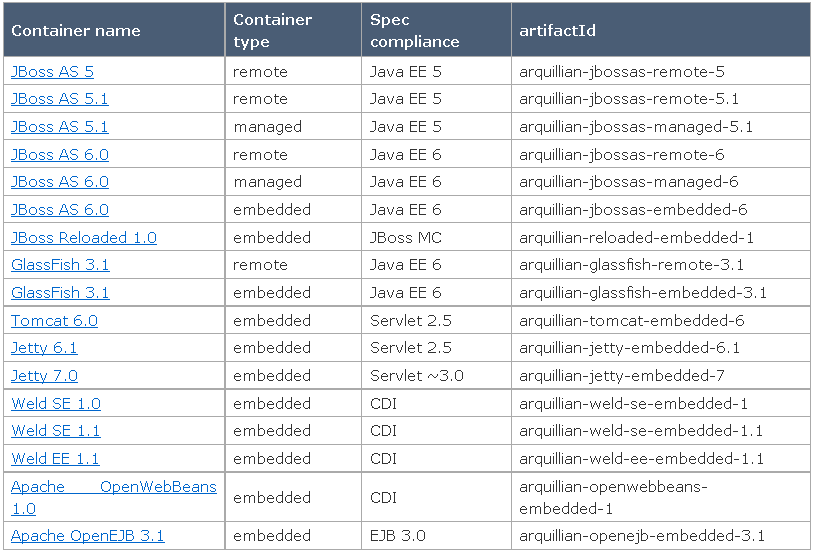 Container name Container type Spec compliance artifactId
JBoss AS 5 remote Java EE 5 arquillian-jbossas-remote-5
JBoss AS 5.1 remote Java EE 5 arquillian-jbossas-remote-5.1
JBoss AS 5.1 managed Java EE 5 arquillian-jbossas-managed-5.1
JBoss AS 6.0 remote Java EE 6 arquillian-jbossas-remote-6
JBoss AS 6.0 managed Java EE 6 arquillian-jbossas-managed-6
JBoss AS 6.0 embedded Java EE 6 arquillian-jbossas-embedded-6
JBoss Reloaded 1.0 embedded JBoss MC arquillian-reloaded-embedded-1
GlassFish 3.1 remote Java EE 6 arquillian-glassfish-remote-3.1
GlassFish 3.1 embedded Java EE 6 arquillian-glassfish-embedded-3.1
Tomcat 6.0 embedded Servlet 2.5 arquillian-tomcat-embedded-6
Jetty 6.1 embedded Servlet 2.5 arquillian-jetty-embedded-6.1
Jetty 7.0 embedded Servlet ~3.0 arquillian-jetty-embedded-7
Weld SE 1.0 embedded CDI arquillian-weld-se-embedded-1
Weld SE 1.1 embedded CDI arquillian-weld-se-embedded-1.1
Weld EE 1.1 embedded CDI arquillian-weld-ee-embedded-1.1
Apache OpenWebBeans 1.0 embedded CDI arquillian-openwebbeans-embedded-1
Apache OpenEJB 3.1 embedded EJB 3.0 arquillian-openejb-embedded-3.1